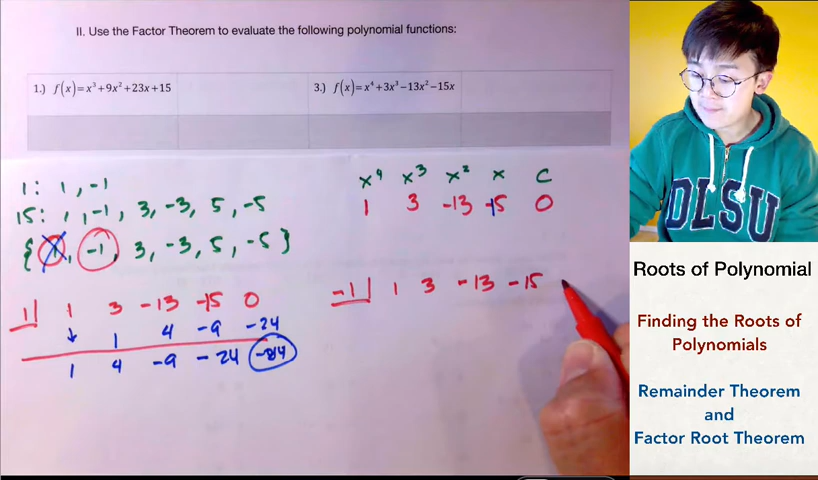 II. Use the Factor Theorem to evaluate the following polynomial functions:
1.) f(x)=x³+9x²+23x+15
3.) f(x)=x⁴+3x³−13x²−15x
1: 1, -1
15: 1, -1, 3, -3, 5, -5
{1, -1, 3, -3, 5, -5}
x⁴ x³ x² x C
1 3 -13 -15 0
1| 1 3 -13 -15 0
↓ 1 4 -9 -24
1 4 -9 -24 -24
-1| 1 3 -13 -15
DLSU
Roots of Polynomial
Finding the Roots of
Polynomials
Remainder Theorem
and
Factor Root Theorem